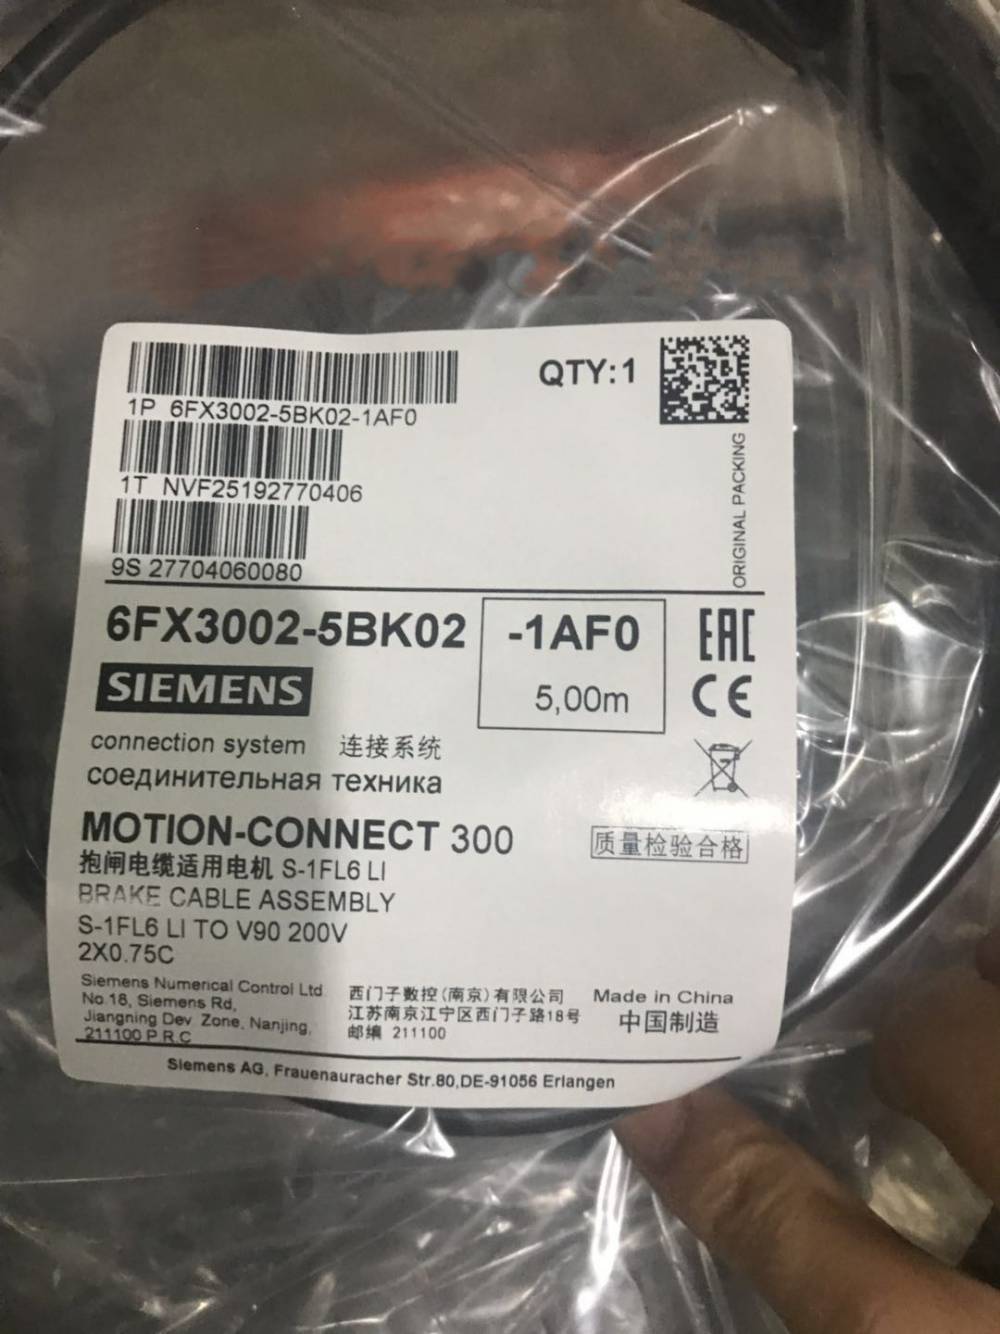 QTY:1
1P 6FX3002-5BK02-1AF0
1T NVF25192770406
9S 27704060080
ORIGINAL PACKING
6FX3002-5BK02 -1AF0
5,00m
EAC
CE
SIEMENS
connection system 连接系统
соединительная техника
MOTION-CONNECT 300
质量检验合格
抱闸电缆适用电机 S-1FL6 LI
BRAKE CABLE ASSEMBLY
S-1FL6 LI TO V90 200V
2X0.75C
Siemens Numerical Control Ltd
No.18, Siemens Rd,
Jiangning Dev. Zone, Nanjing,
211100 P.R.C
西门子数控(南京)有限公司
江苏南京江宁区西门子路18号
邮编 211100
Made in China
中国制造
Siemens AG, Frauenauracher Str.80,DE-91056 Erlangen